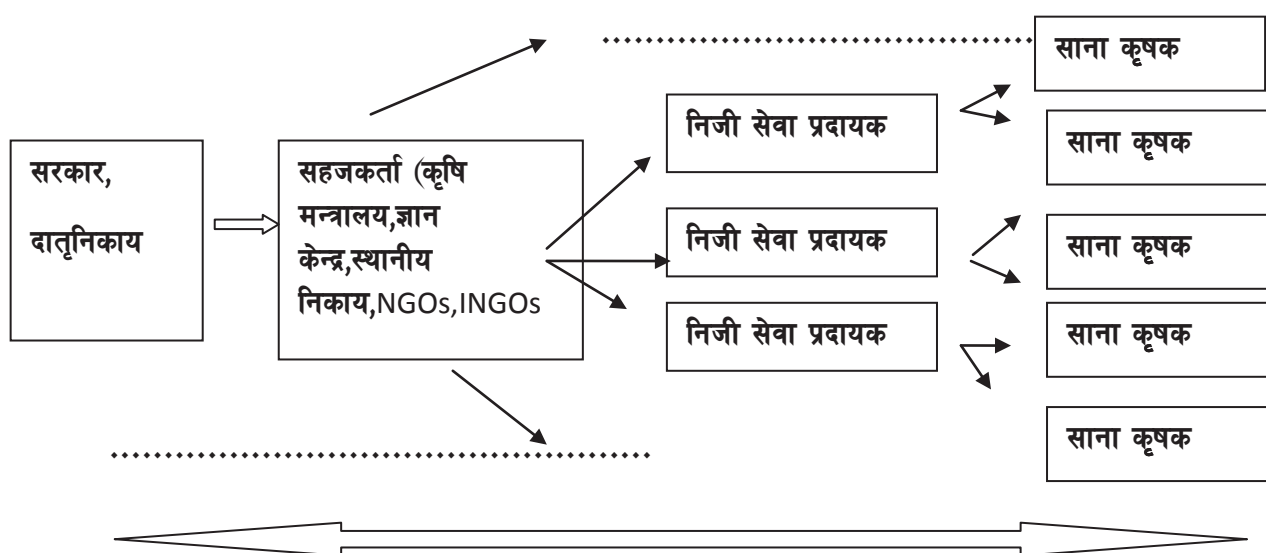 सरकार,
दातृनिकाय
सहजकर्ता (कृषि
मन्त्रालय,ज्ञान
केन्द्र,स्थानीय
निकाय,NGOs,INGOs
निजी सेवा प्रदायक
निजी सेवा प्रदायक
निजी सेवा प्रदायक
साना कृषक
साना कृषक
साना कृषक
साना कृषक
साना कृषक